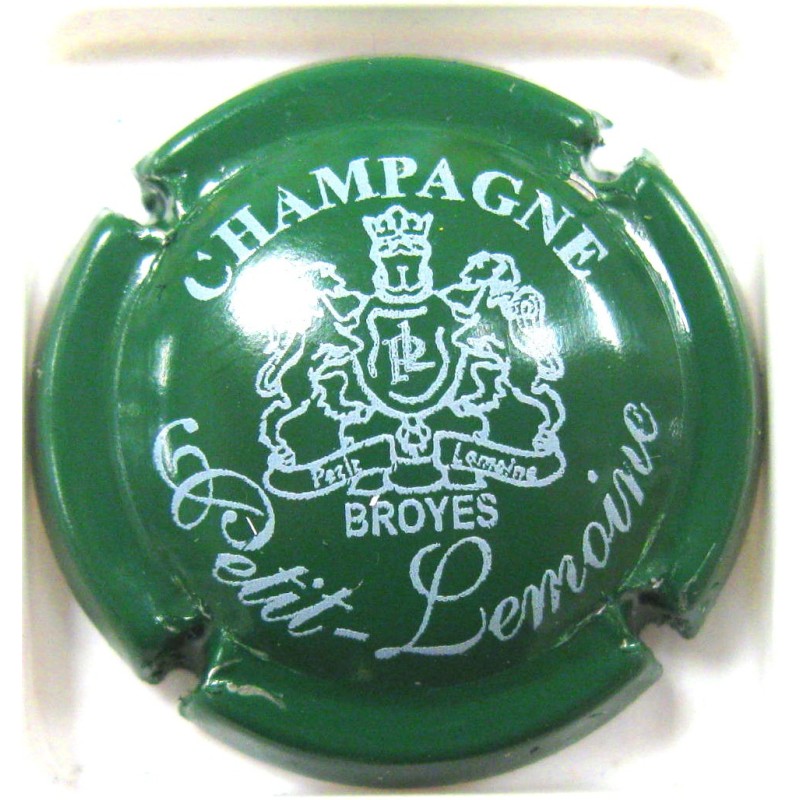 CHAMPAGNE
PL
Petit Lemoine
BROYES
Petit-Lemoine